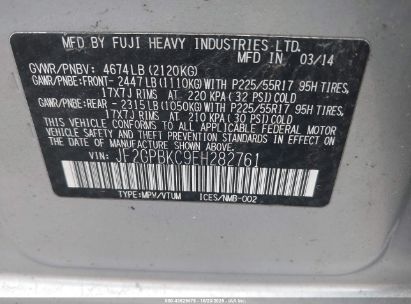 MFD. BY FUJI HEAVY INDUSTRIES LTD.
GVWR/PNBV: 4674LB (2120KG) IN 03/14
GAWR/PNBE: FRONT- 2447LB (1110KG) WITH P225/55R17 95H TIRES,
17X7J RIMS AT 220 KPA (32 PSI) COLD
GAWR/PNBE: REAR - 2315LB (1050KG) WITH P225/55R17 95H TIRES,
17X7J RIMS AT 210 KPA (30 PSI) COLD
THIS VEHICLE CONFORMS TO ALL APPLICABLE
FEDERAL MOTOR VEHICLE SAFETY STANDARDS IN EFFECT ON
THE DATE OF MANUFACTURE SHOWN ABOVE.
VIN: JF2GPBKC9EH282761
TYPE:MPV/VTUM ICES/NMB-002